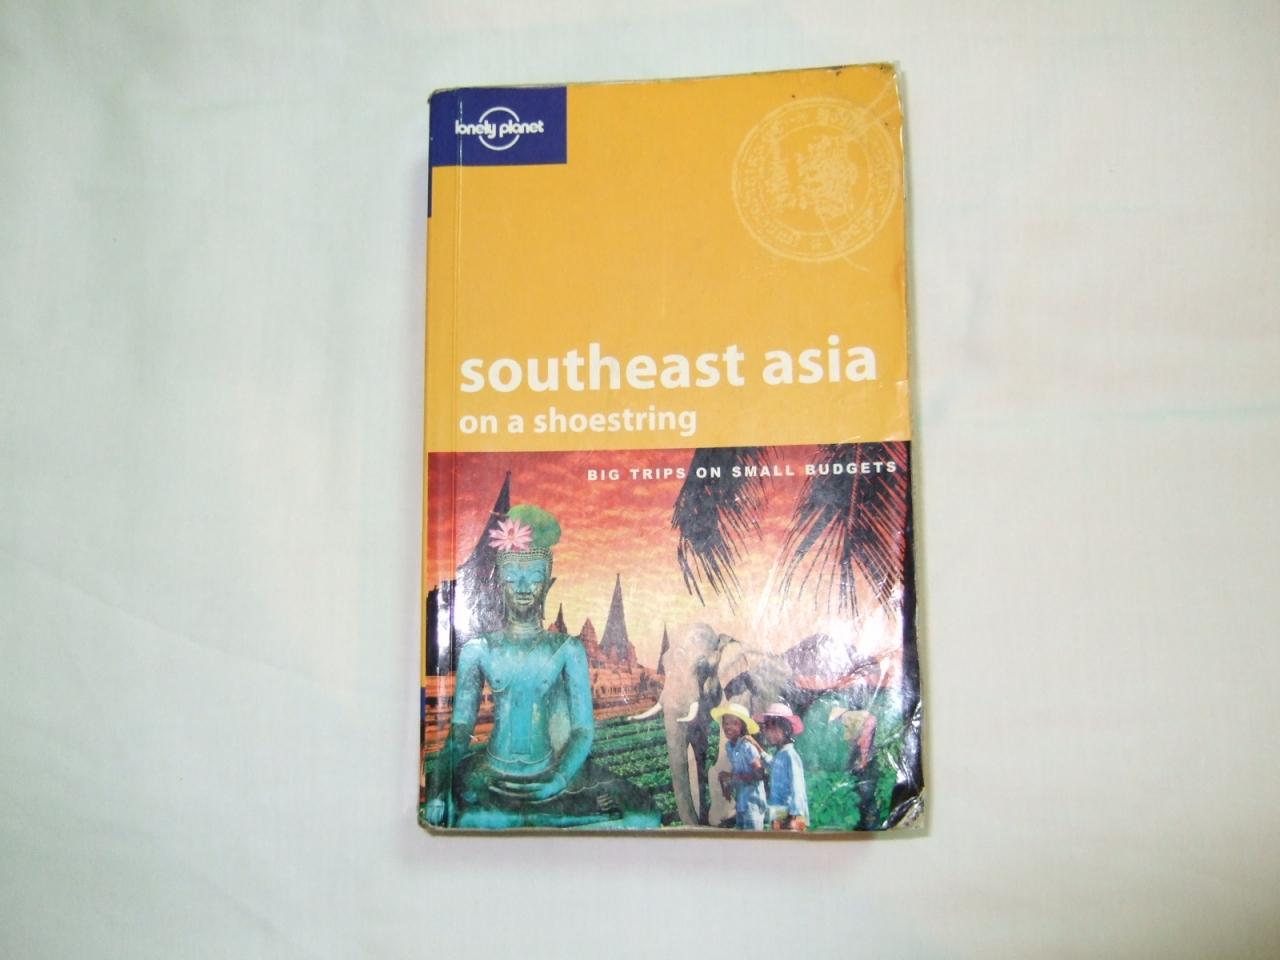 lonely planet
southeast asia
on a shoestring
BIG TRIPS ON SMALL BUDGETS